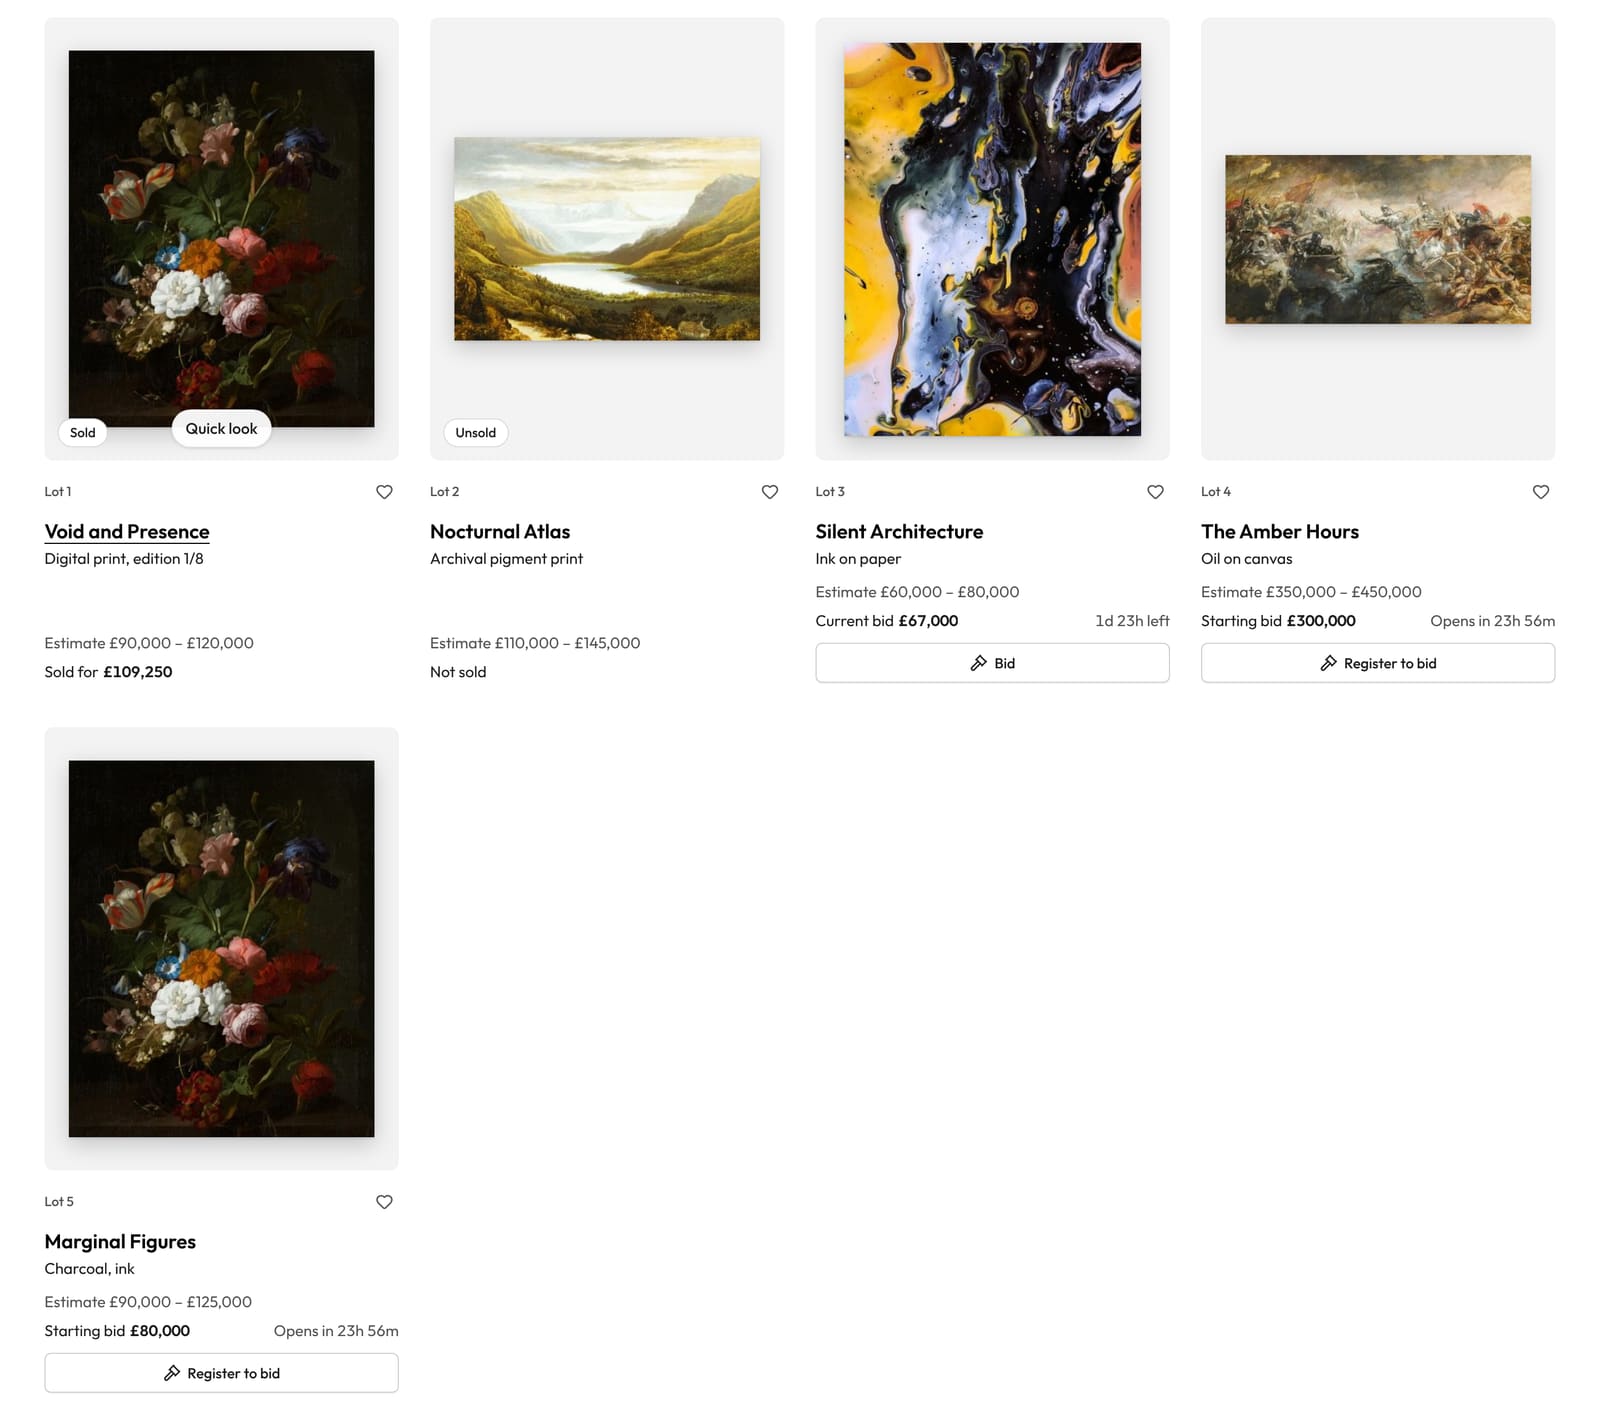 Sold
Quick look
Lot 1
Void and Presence
Digital print, edition 1/8
Estimate £90,000 – £120,000
Sold for £109,250
Unsold
Lot 2
Nocturnal Atlas
Archival pigment print
Estimate £110,000 – £145,000
Not sold
Lot 3
Silent Architecture
Ink on paper
Estimate £60,000 – £80,000
Current bid £67,000 1d 23h left
Bid
Lot 4
The Amber Hours
Oil on canvas
Estimate £350,000 – £450,000
Starting bid £300,000 Opens in 23h 56m
Register to bid
Lot 5
Marginal Figures
Charcoal, ink
Estimate £90,000 – £125,000
Starting bid £80,000 Opens in 23h 56m
Register to bid